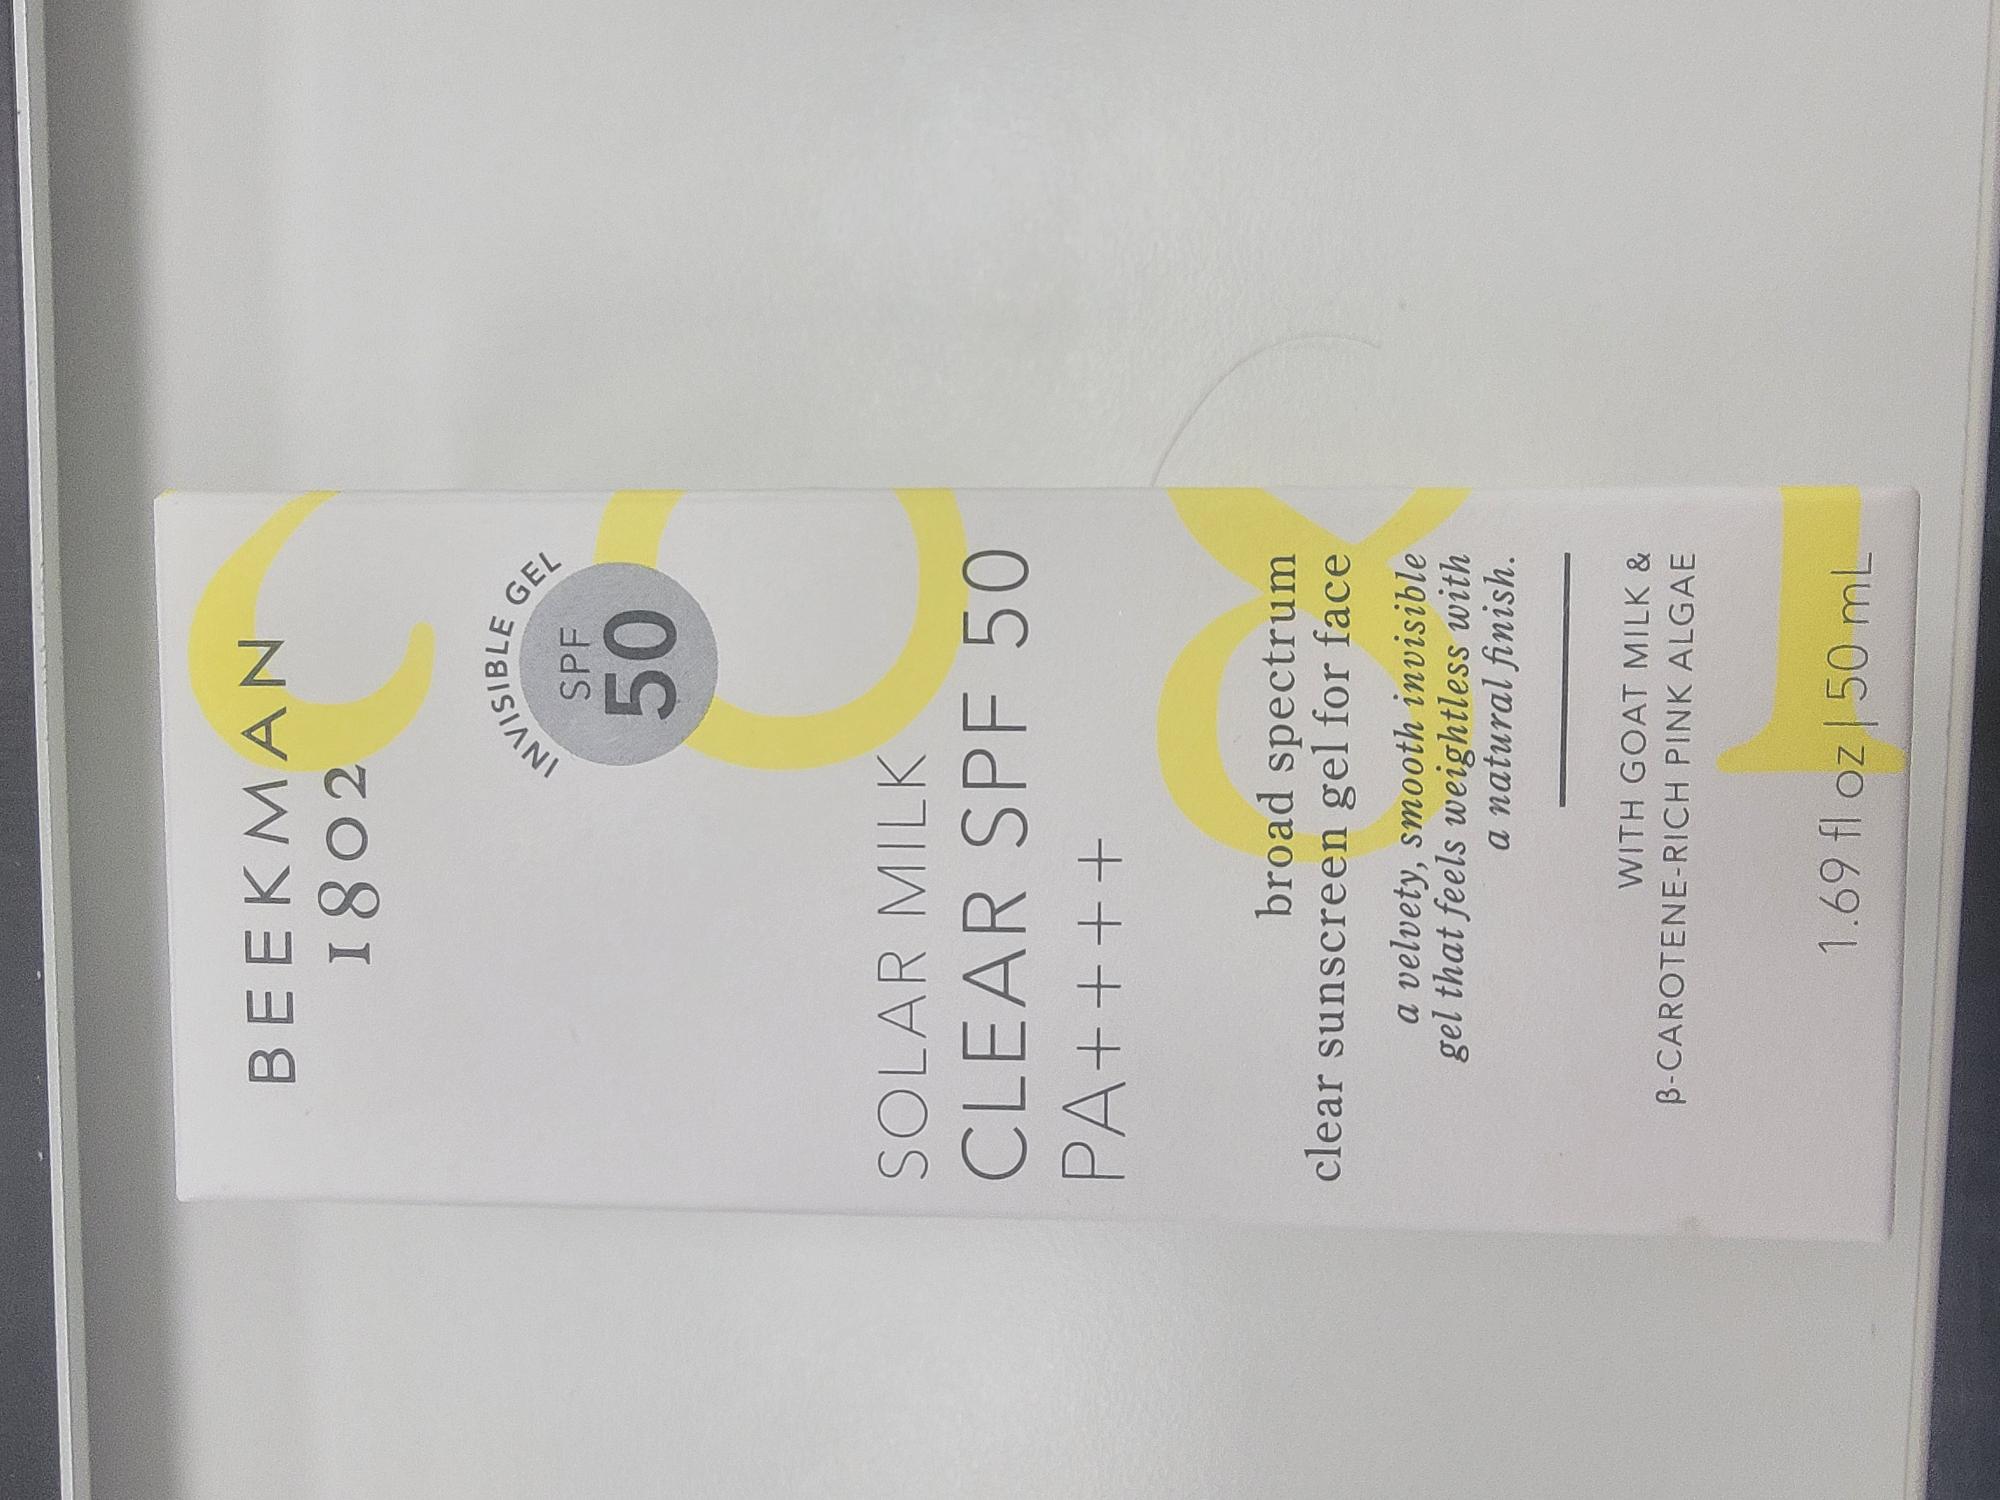 BEEKMAN
1802
INVISIBLE GEL
SPF
50
SOLAR MILK
CLEAR SPF 50
PA++++
broad spectrum
clear sunscreen gel for face
a velvety, smooth invisible
gel that feels weightless with
a natural finish.
WITH GOAT MILK &
β-CAROTENE-RICH PINK ALGAE
1.69 fl oz | 50 mL